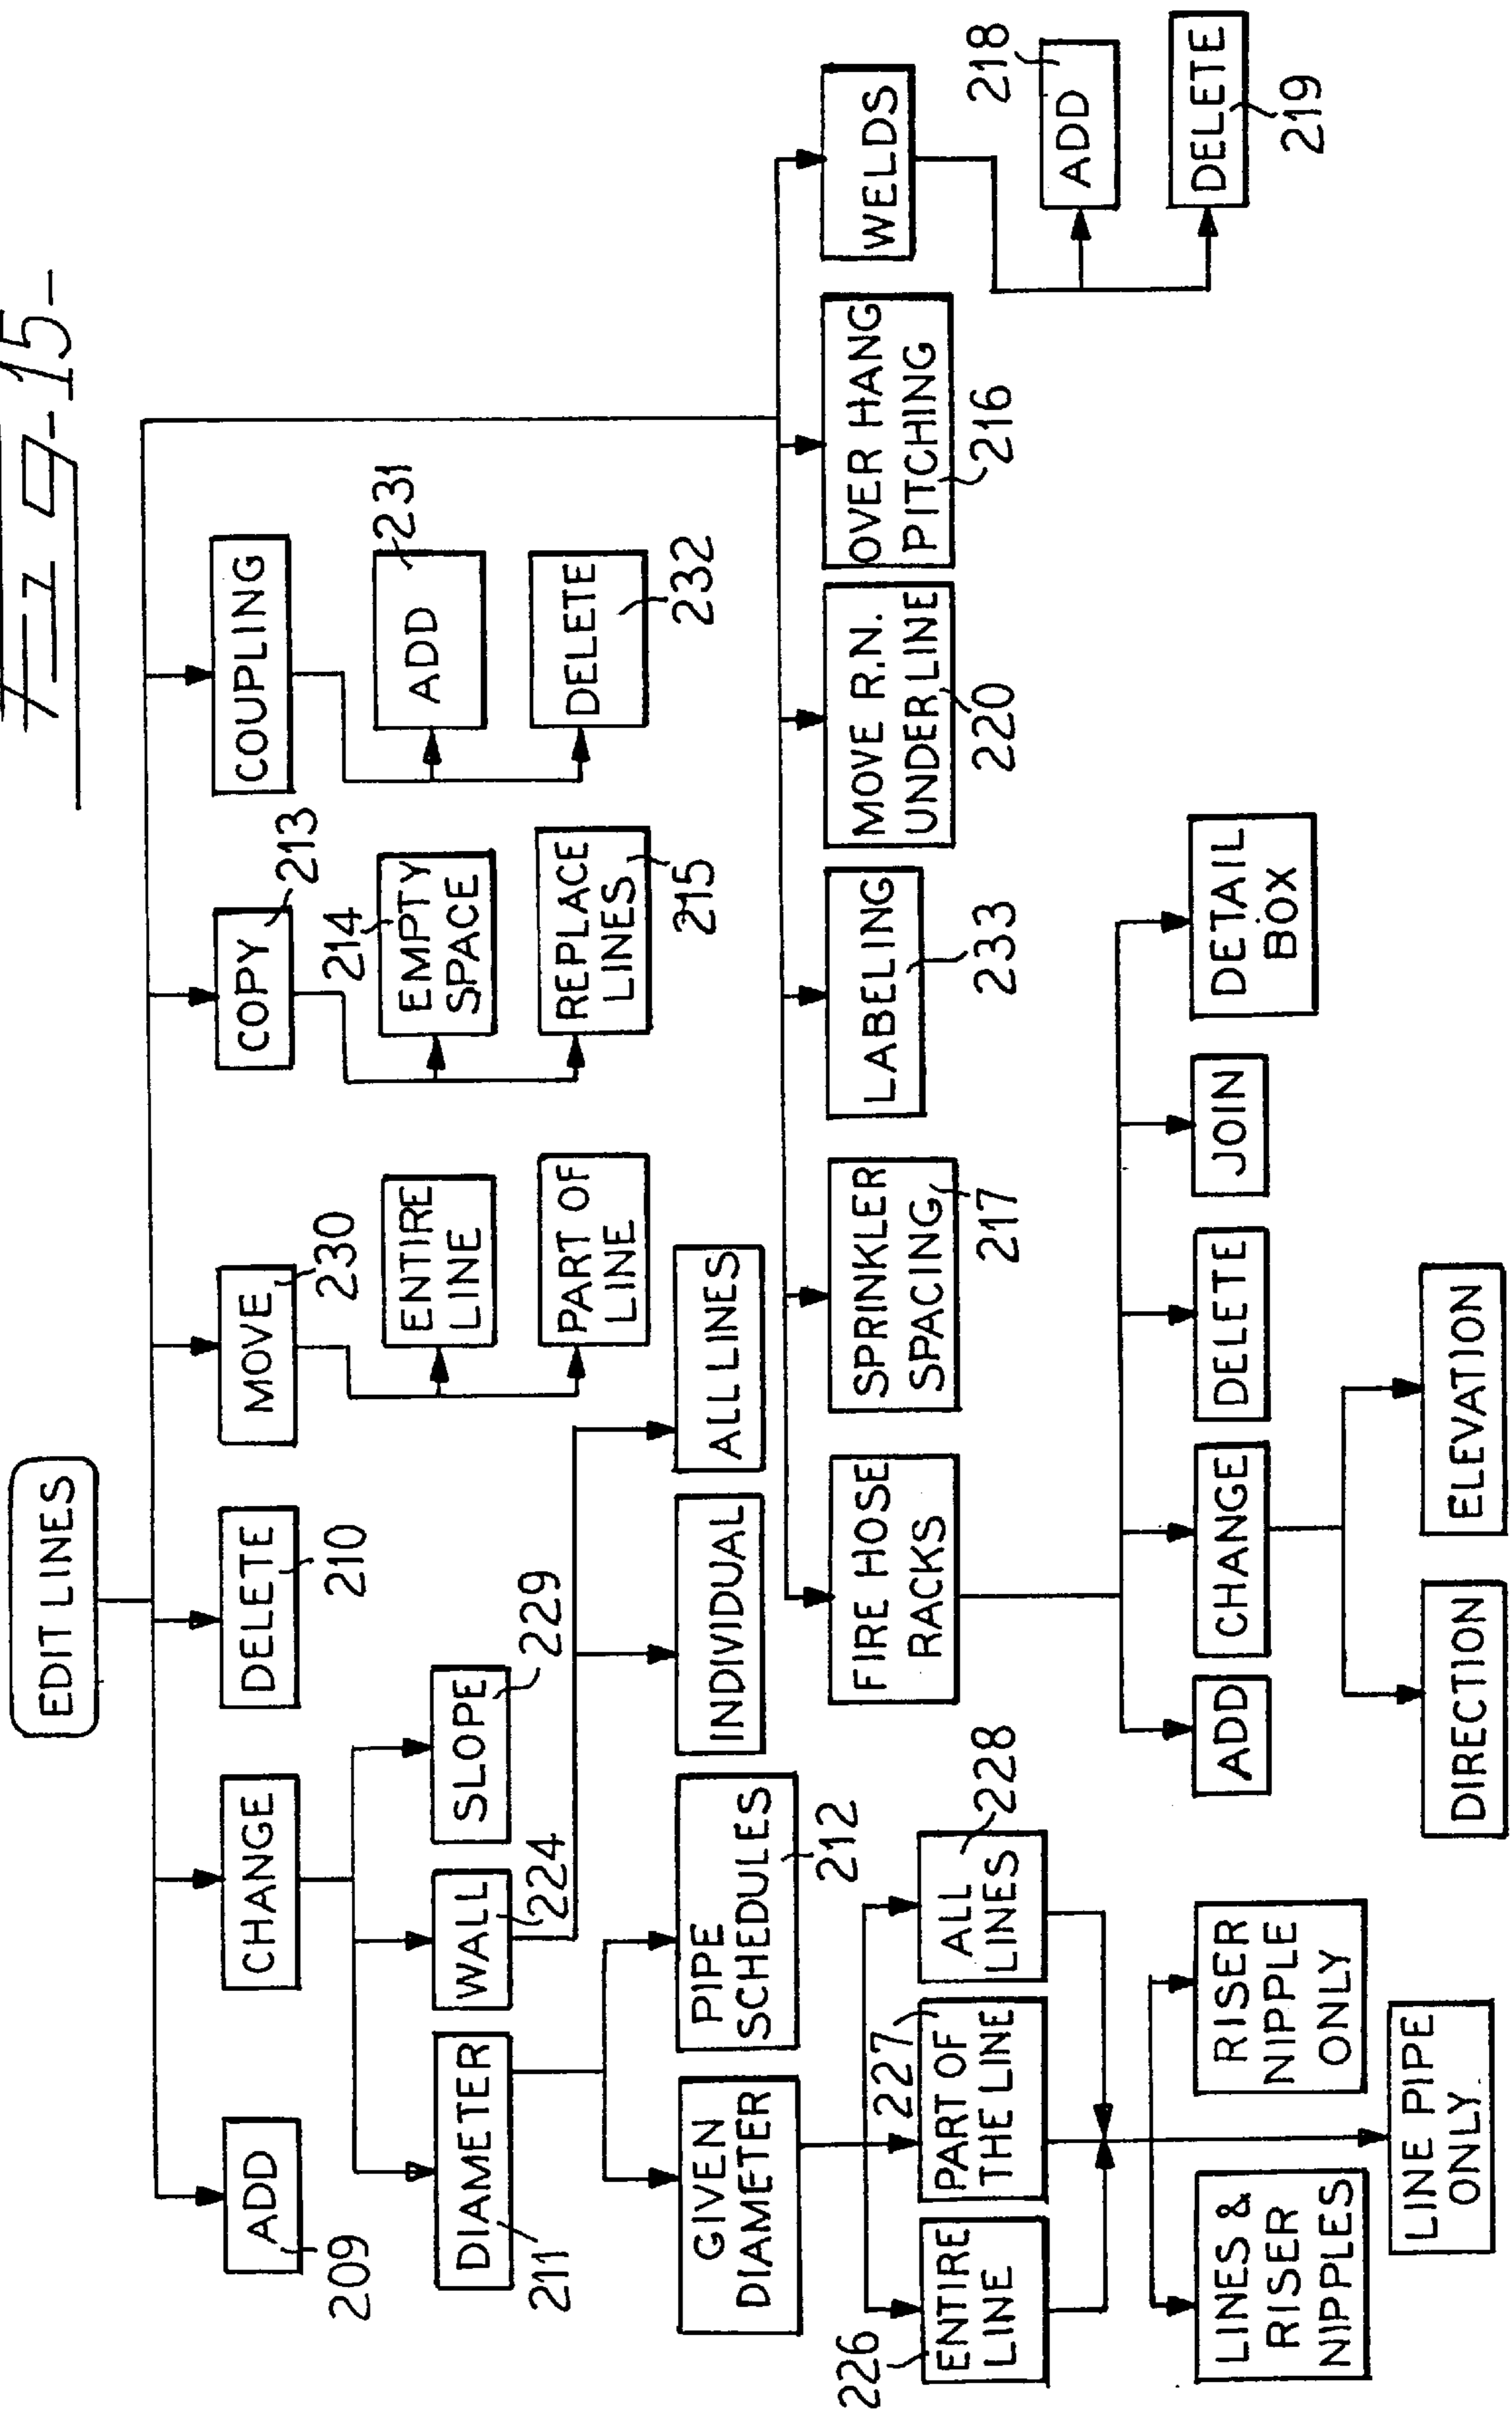 Fig-15-
EDIT LINES
ADD
209
CHANGE
DELETE
210
MOVE
230
COPY
213
COUPLING
DIAMETER
211
WALL
224
SLOPE
229
ENTIRE
LINE
PART OF
LINE
214
EMPTY
SPACE
REPLACE
LINES
215
ADD
231
DELETE
232
GIVEN
DIAMETER
PIPE
SCHEDULES
212
INDIVIDUAL
ALL LINES
FIRE HOSE
RACKS
SPRINKLER
SPACING
217
LABELING
233
MOVE R.N.
UNDER LINE
220
OVER HANG
PITCHING
216
WELDS
ADD
218
DELETE
219
226
ENTIRE
LINE
227
PART OF
THE LINE
ALL
LINES
228
LINES &
RISER
NIPPLES
RISER
NIPPLE
ONLY
LINE PIPE
ONLY.
ADD
CHANGE
DELETE
JOIN
DETAIL
BOX
DIRECTION
ELEVATION